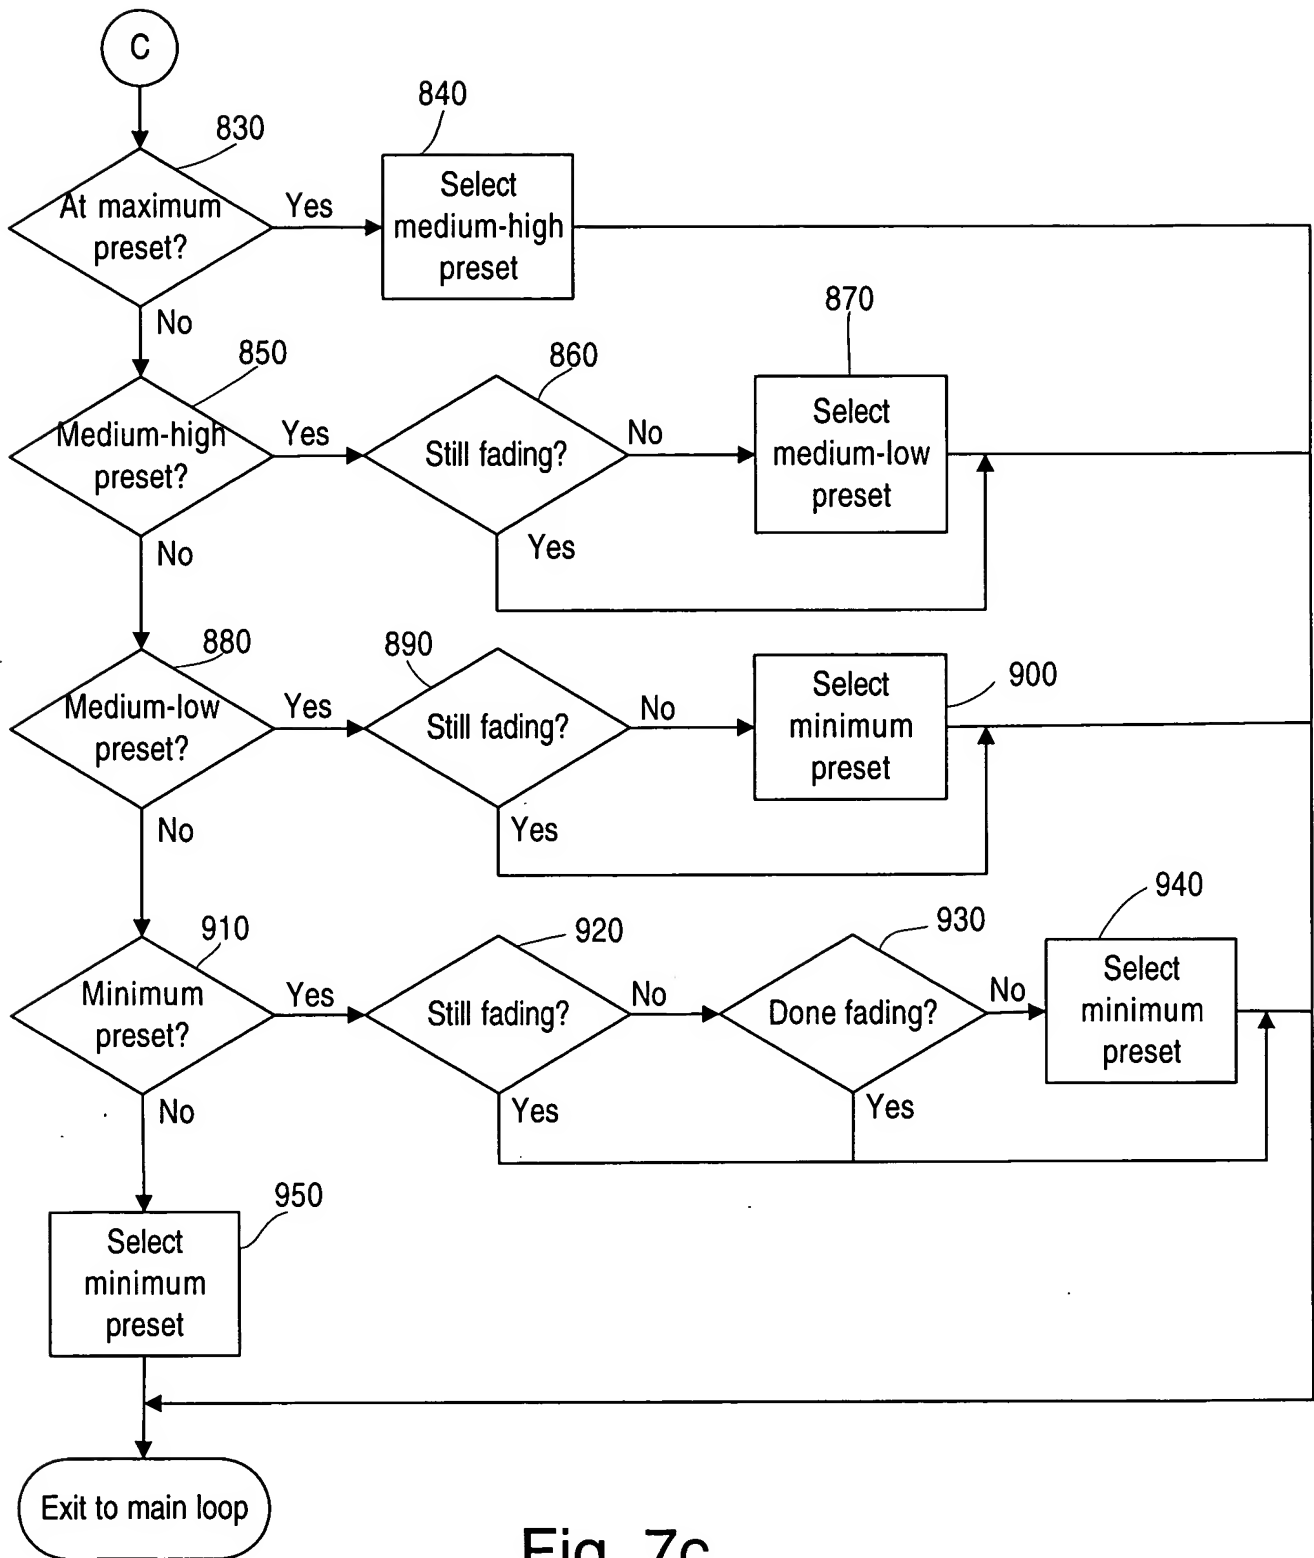 C
830
840
At maximum
preset?
Yes
Select
medium-high
preset
No
850
860
870
Medium-high
preset?
Yes
Still fading?
No
Select
medium-low
preset
Yes
No
880
890
900
Medium-low
preset?
Yes
Still fading?
No
Select
minimum
preset
Yes
No
910
920
930
940
Minimum
preset?
Yes
Still fading?
No
Done fading?
No
Select
minimum
preset
Yes
Yes
No
950
Select
minimum
preset
Exit to main loop
Fig. 7c